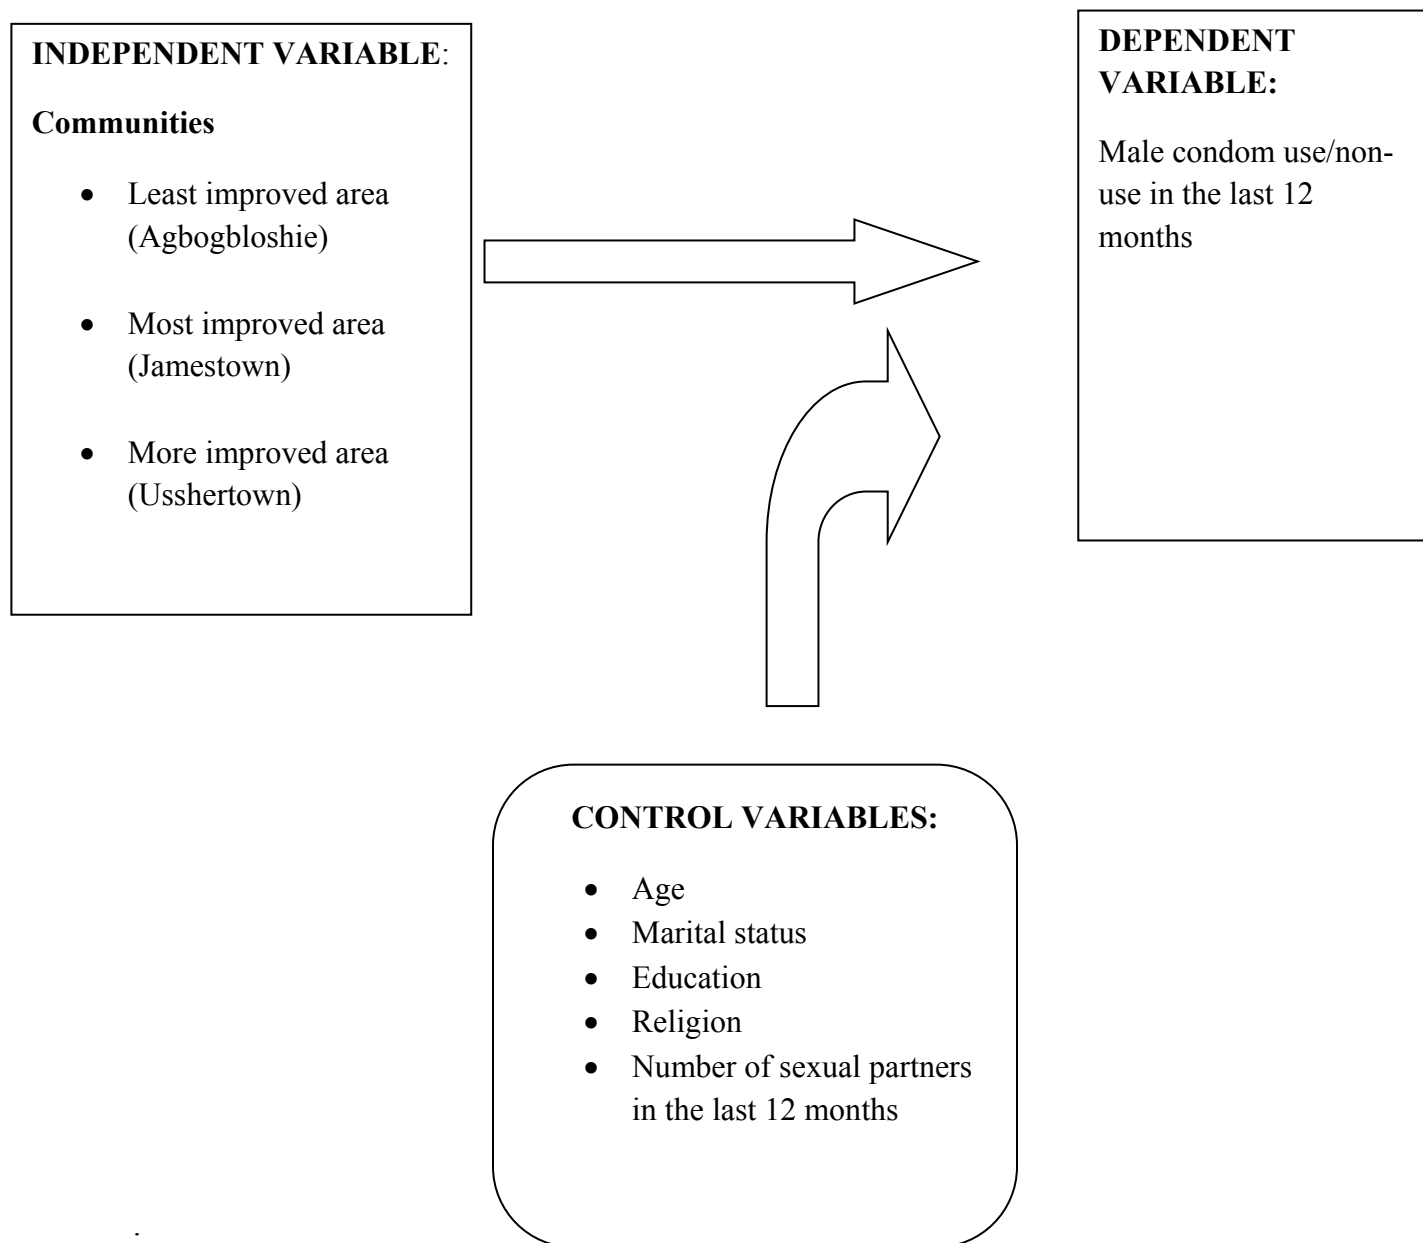 INDEPENDENT VARIABLE:
Communities
• Least improved area
(Agbogbloshie)
• Most improved area
(Jamestown)
• More improved area
(Usshertown)
DEPENDENT
VARIABLE:
Male condom use/non-
use in the last 12
months
CONTROL VARIABLES:
• Age
• Marital status
• Education
• Religion
• Number of sexual partners
in the last 12 months
.